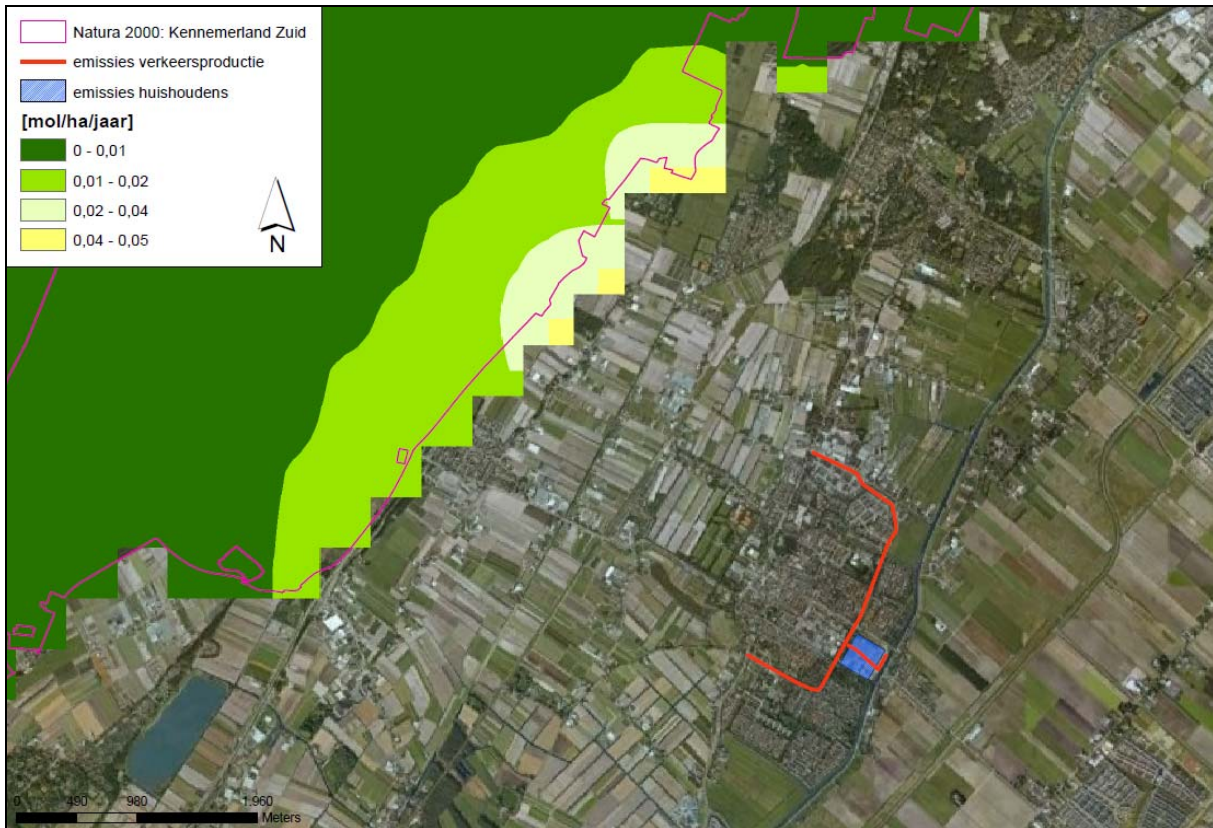 Natura 2000: Kennemerland Zuid
emissies verkeersproductie
emissies huishoudens
[mol/ha/jaar]
0 - 0,01
0,01 - 0,02
0,02 - 0,04
0,04 - 0,05
N
0 490 980 1.960
Meters